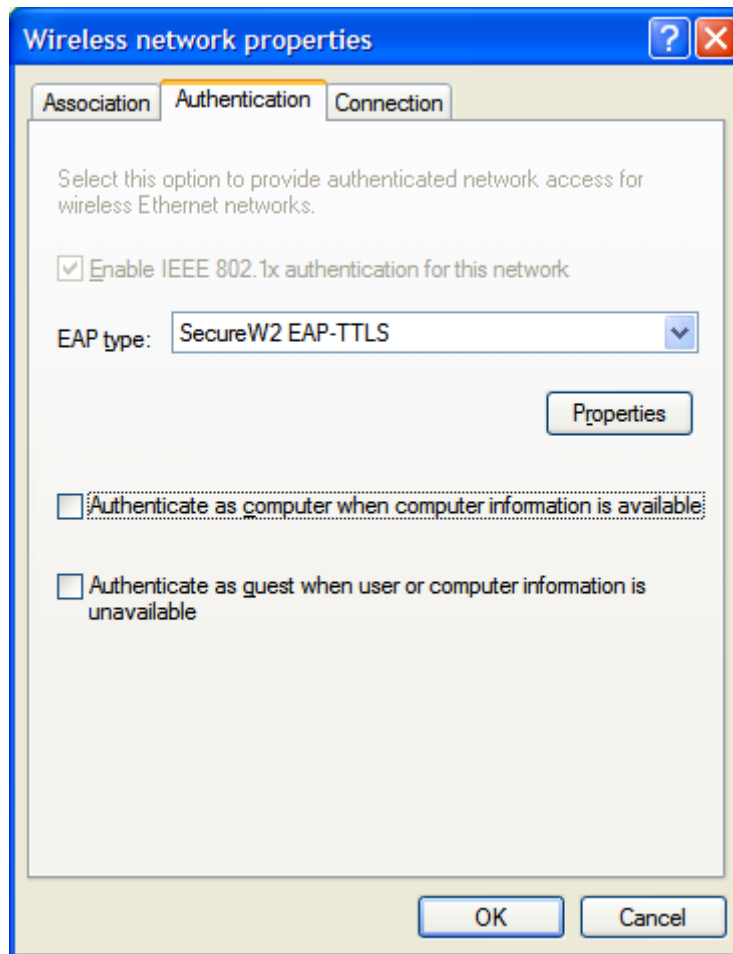 Wireless network properties
Association Authentication Connection
Select this option to provide authenticated network access for
wireless Ethernet networks.
Enable IEEE 802.1x authentication for this network
EAP type: SecureW2 EAP-TTLS
Properties
Authenticate as computer when computer information is available
Authenticate as guest when user or computer information is
unavailable
OK Cancel